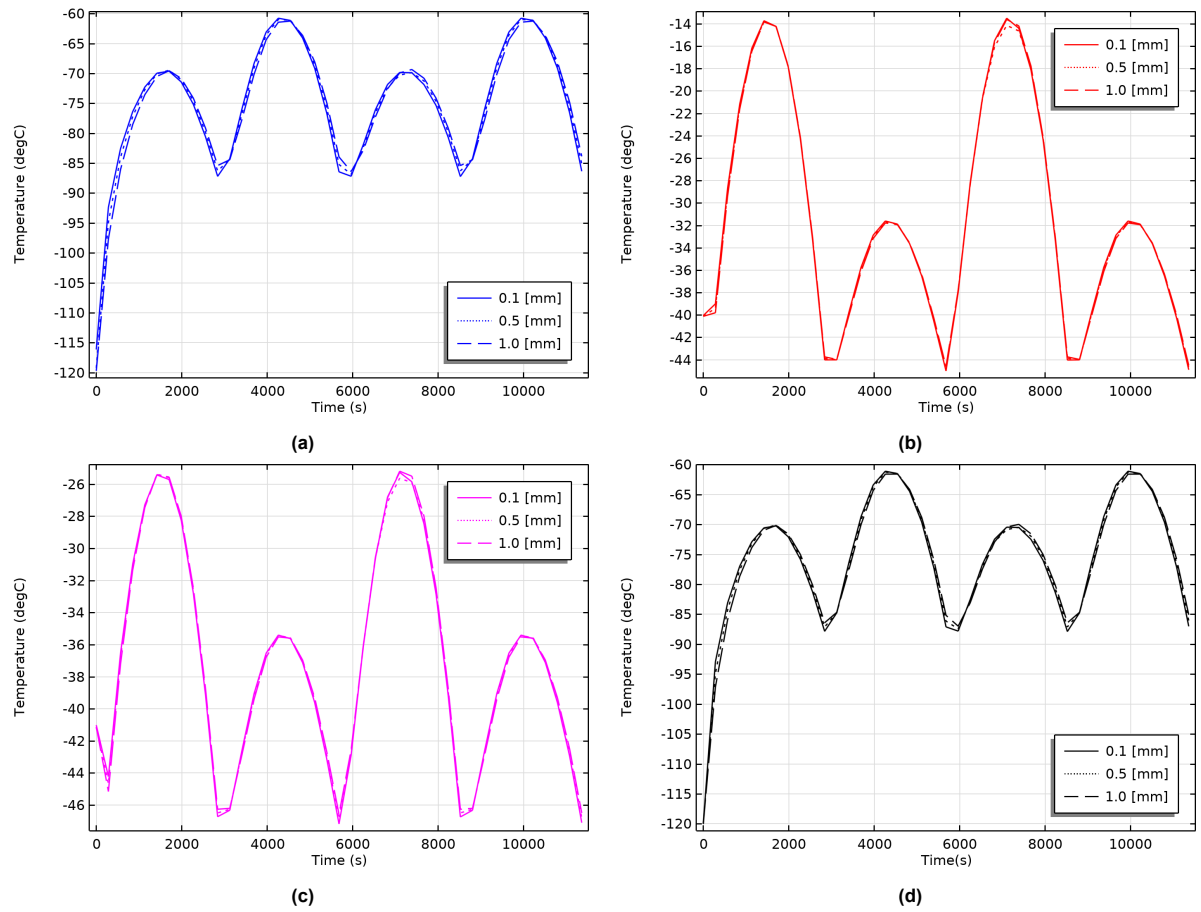 -60
-65
-70
-75
-80
-85
-90
-95
-100
-105
-110
-115
-120
Temperature (degC)
0.1 [mm]
0.5 [mm]
1.0 [mm]
0 2000 4000 6000 8000 10000
Time (s)
(a)
-14
-16
-18
-20
-22
-24
-26
-28
-30
-32
-34
-36
-38
-40
-42
-44
Temperature (degC)
0.1 [mm]
0.5 [mm]
1.0 [mm]
0 2000 4000 6000 8000 10000
Time (s)
(b)
-26
-28
-30
-32
-34
-36
-38
-40
-42
-44
-46
Temperature (degC)
0.1 [mm]
0.5 [mm]
1.0 [mm]
0 2000 4000 6000 8000 10000
Time (s)
(c)
-60
-65
-70
-75
-80
-85
-90
-95
-100
-105
-110
-115
-120
Temperature (degC)
0.1 [mm]
0.5 [mm]
1.0 [mm]
0 2000 4000 6000 8000 10000
Time(s)
(d)